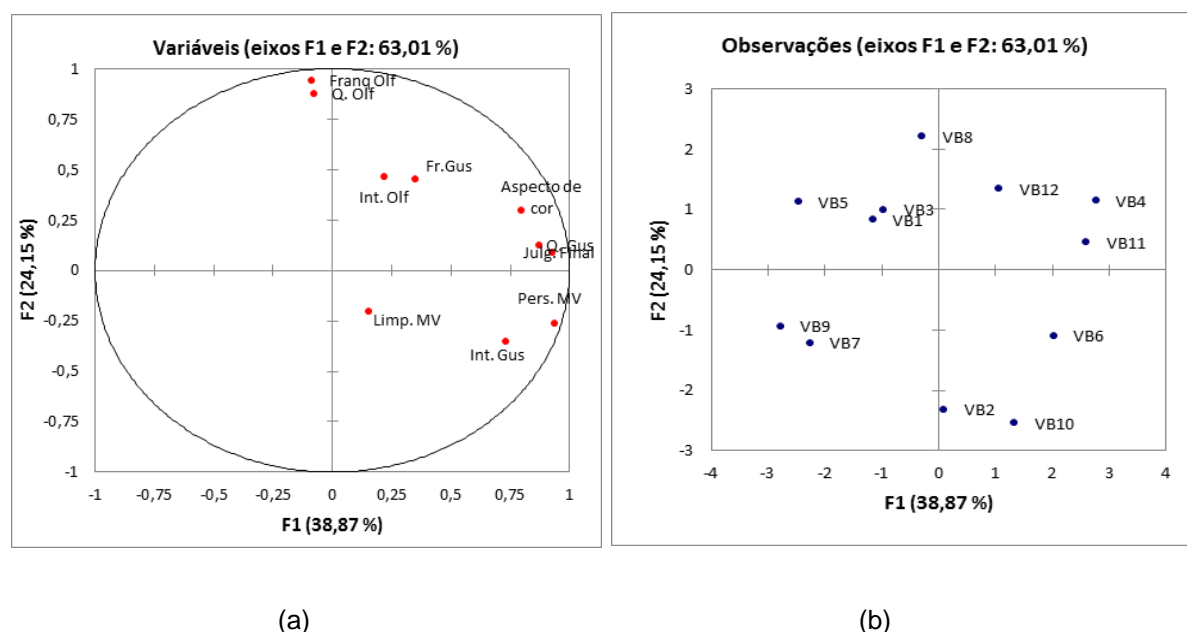 Variáveis (eixos F1 e F2: 63,01 %)
1
0,75
0,5
0,25
0
-0,25
-0,5
-0,75
-1
-1
-0,75
-0,5
-0,25
0
0,25
0,5
0,75
1
F2 (24,15 %)
F1 (38,87 %)
Franq Olf
Q. Olf
Int. Olf
Fr.Gus
Aspecto de
cor
Q. Gus
Julg. Final
Pers. MV
Limp. MV
Int. Gus
(a)
Observações (eixos F1 e F2: 63,01 %)
3
2
1
0
-1
-2
-3
-4
-3
-2
-1
0
1
2
3
4
F2 (24,15 %)
F1 (38,87 %)
VB8
VB12
VB4
VB5
VB3
VB1
VB11
VB9
VB7
VB6
VB2
VB10
(b)